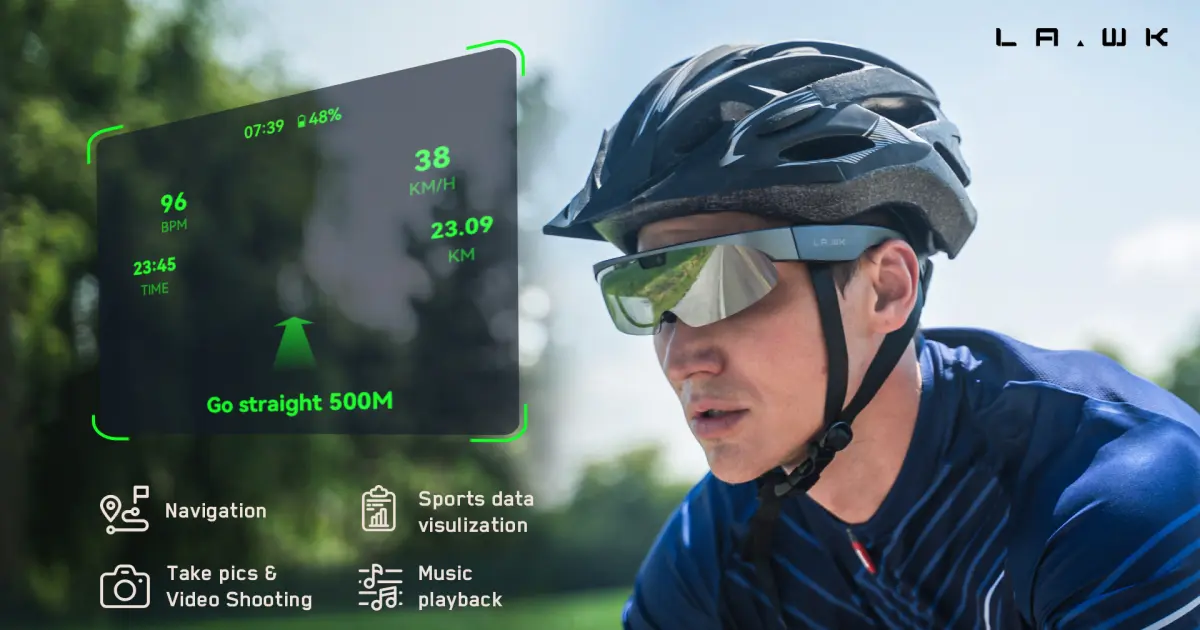 LA.WK
07:39 48%
38
KM/H
96
BPM
23.09
KM
23:45
TIME
LA.WK
Go straight 500M
Navigation
Sports data
visulization
Take pics &
Video Shooting
Music
playback